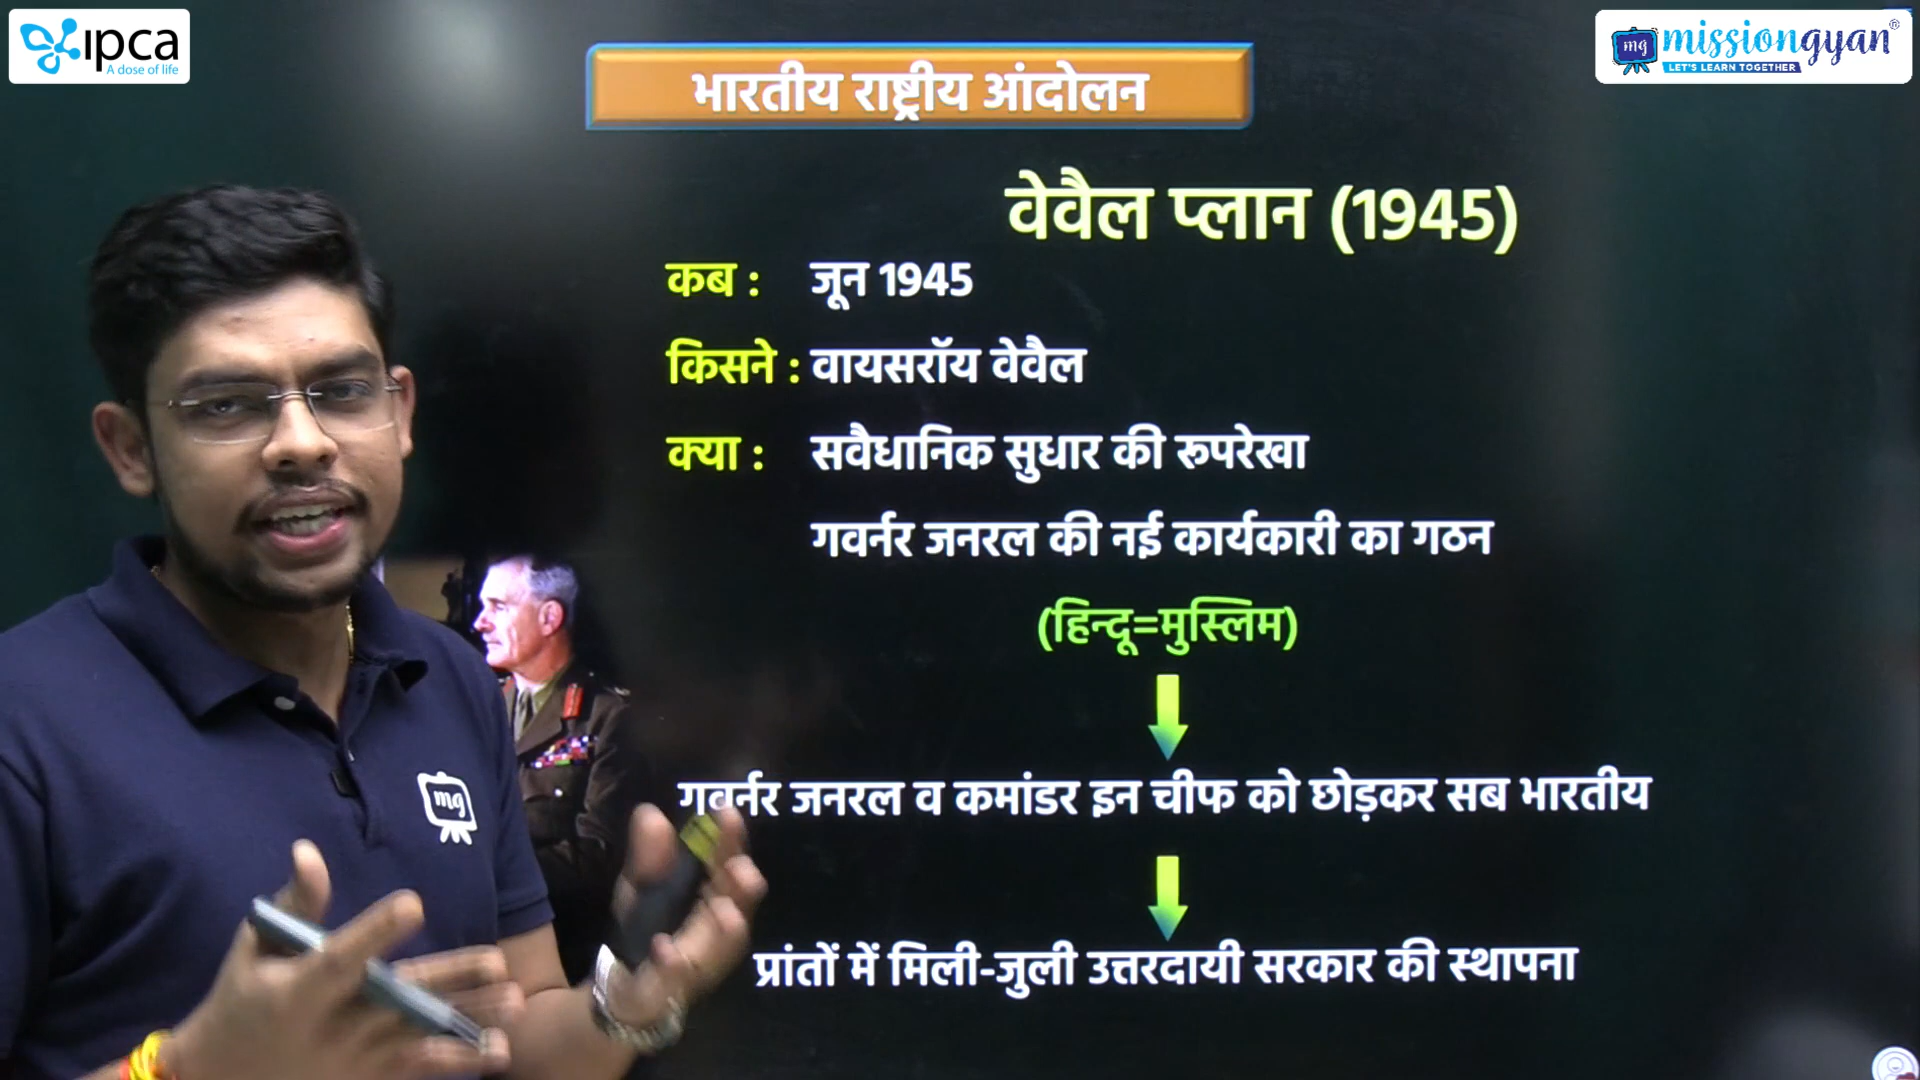 ipca
A dose of life
missiongyan®
mg
LET'S LEARN TOGETHER
भारतीय राष्ट्रीय आंदोलन
वेवैल प्लान (1945)
कब : जून 1945
किसने : वायसरॉय वेवैल
क्या : सवैधानिक सुधार की रूपरेखा
गवर्नर जनरल की नई कार्यकारी का गठन
(हिन्दू=मुस्लिम)
गवर्नर जनरल व कमांडर इन चीफ को छोड़कर सब भारतीय
प्रांतों में मिली-जुली उत्तरदायी सरकार की स्थापना
mg